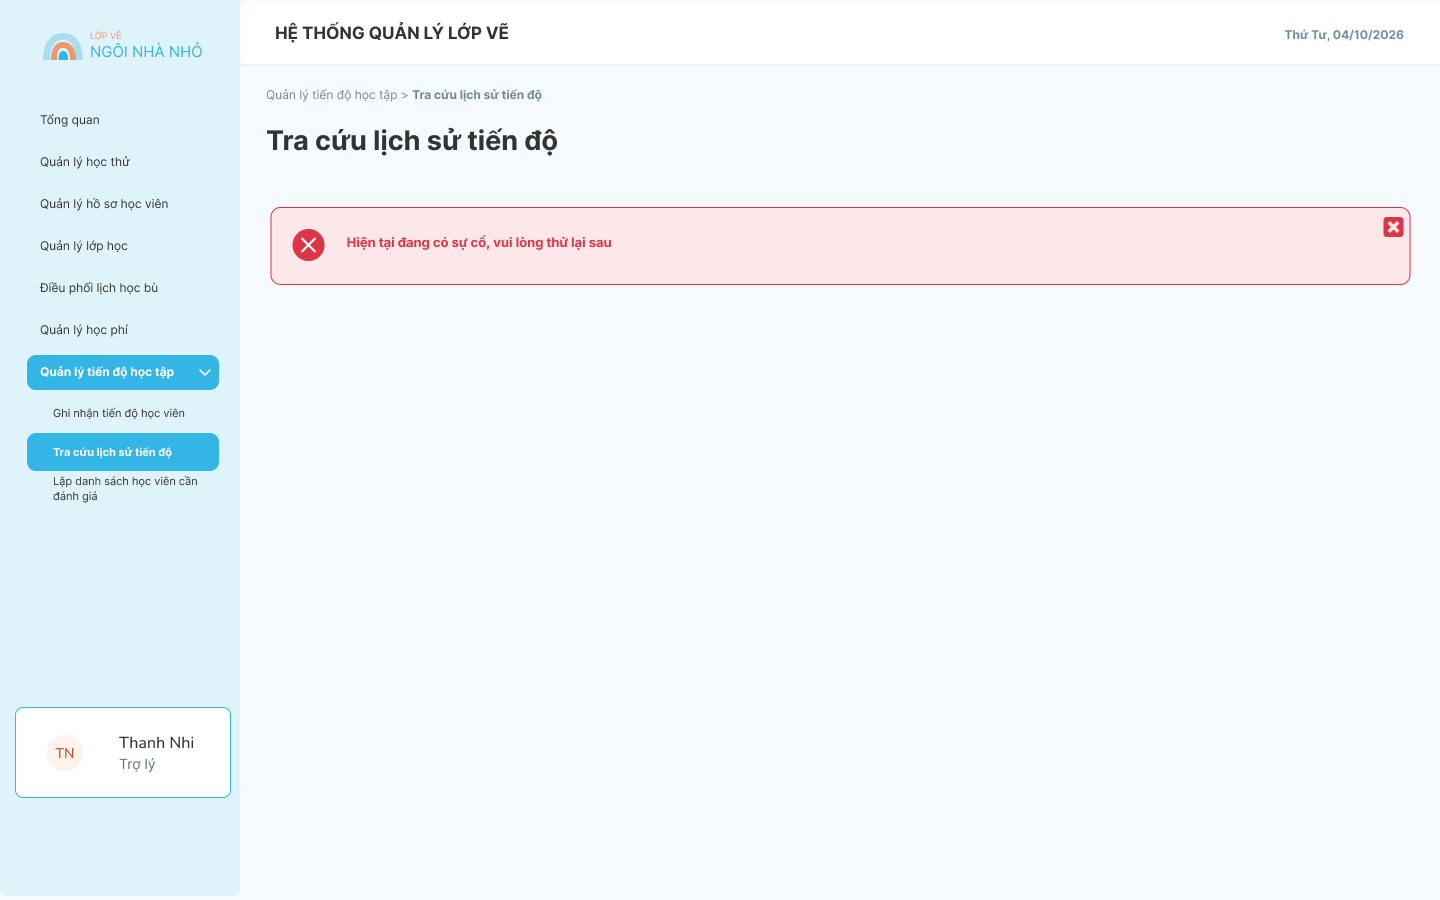 LỚP VẼ
NGÔI NHÀ NHỎ
HỆ THỐNG QUẢN LÝ LỚP VẼ
Thứ Tư, 04/10/2026
Quản lý tiến độ học tập > Tra cứu lịch sử tiến độ
Tra cứu lịch sử tiến độ
Tổng quan
Quản lý học thử
Quản lý hồ sơ học viên
Quản lý lớp học
Điều phối lịch học bù
Quản lý học phí
Quản lý tiến độ học tập
Ghi nhận tiến độ học viên
Tra cứu lịch sử tiến độ
Lập danh sách học viên cần
đánh giá
Hiện tại đang có sự cố, vui lòng thử lại sau
TN
Thanh Nhi
Trợ lý